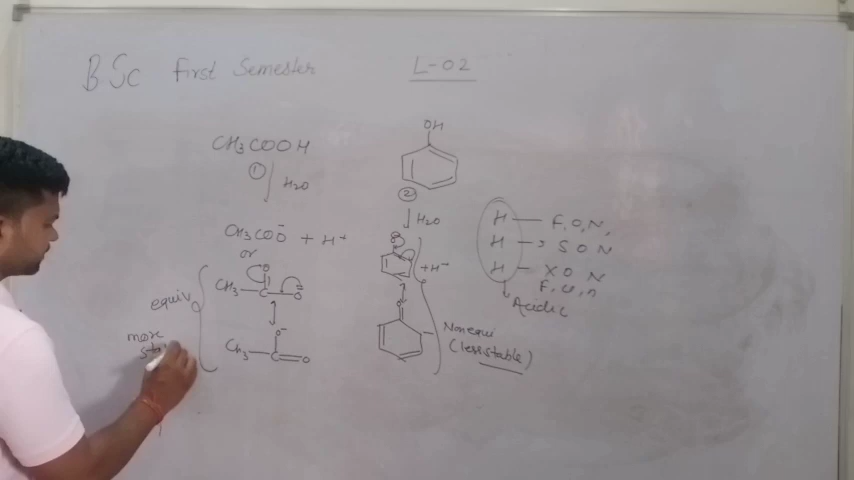 BSc First Semester L-02
CH3COOH
①
H2O
CH3COŌ + H+
or
CH3—C—O
O
equiv
more
CH3—C=O
O-
OH
②
H2O
+H-
Nonequi
(less stable)
H — F, O, N,
H — S O N
H — X O N
F, Cl, n
Acidic